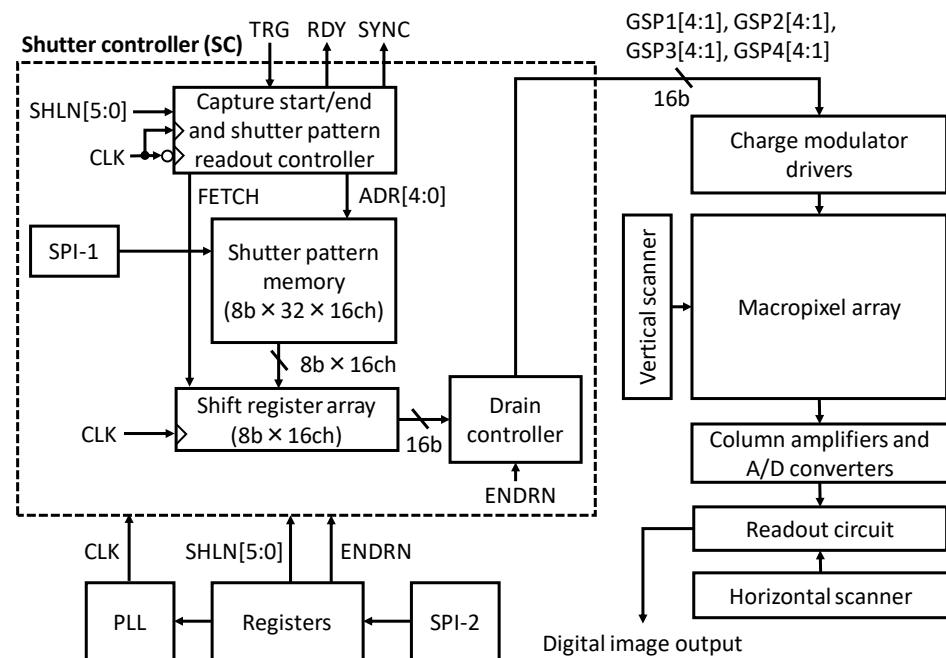 TRG RDY SYNC
GSP1[4:1], GSP2[4:1],
GSP3[4:1], GSP4[4:1]
Shutter controller (SC)
16b
SHLN[5:0]
CLK
Capture start/end
and shutter pattern
readout controller
Charge modulator
drivers
FETCH
ADR[4:0]
SPI-1
Shutter pattern
memory
(8b × 32 × 16ch)
Vertical scanner
Macropixel array
8b × 16ch
CLK
Shift register array
(8b × 16ch)
16b
Drain
controller
ENDRN
Column amplifiers and
A/D converters
CLK
SHLN[5:0]
ENDRN
Readout circuit
PLL
Registers
SPI-2
Horizontal scanner
Digital image output